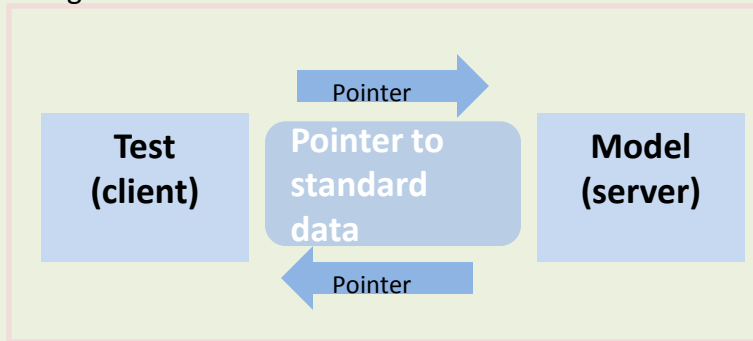 Pointer
Test
(client)
Pointer to
standard
data
Model
(server)
Pointer